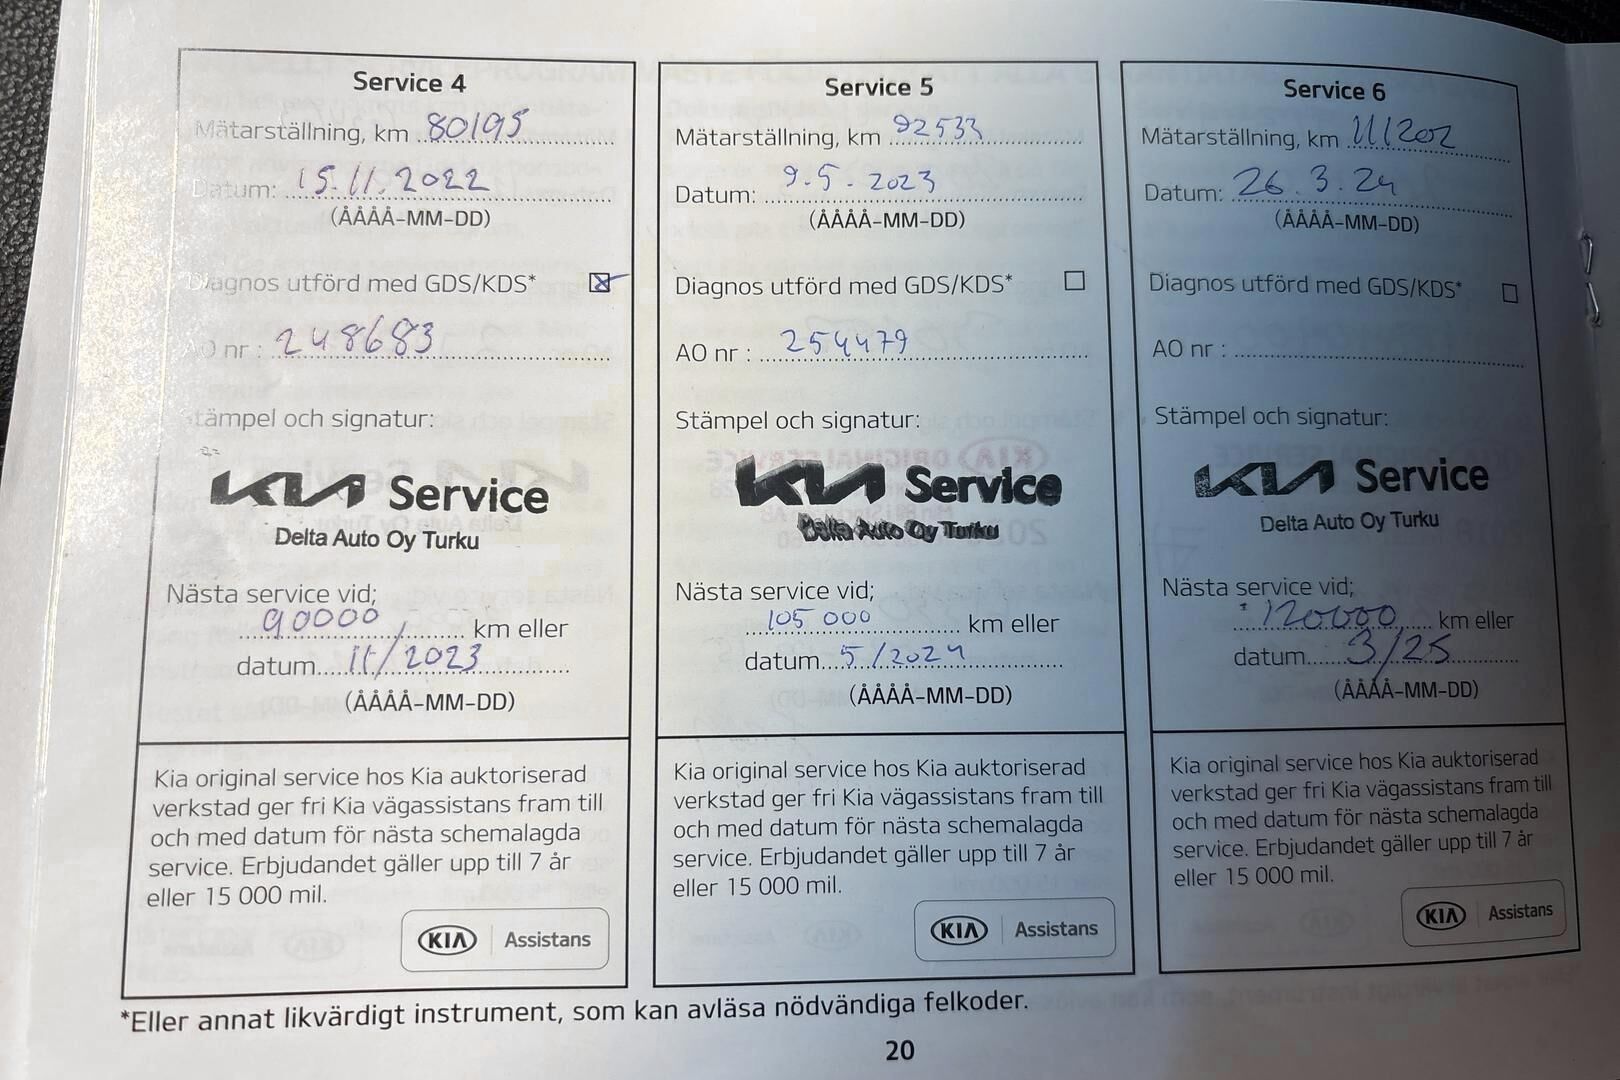 Service 4
Mätarställning, km 80195
Datum: 15.11.2022
(ÅÅÅÅ-MM-DD)
Diagnos utförd med GDS/KDS*
AO nr : 248683
Stämpel och signatur:
KIA Service
Delta Auto Oy Turku
Nästa service vid;
90000 km eller
datum 11/2023
(ÅÅÅÅ-MM-DD)
Kia original service hos Kia auktoriserad
verkstad ger fri Kia vägassistans fram till
och med datum för nästa schemalagda
service. Erbjudandet gäller upp till 7 år
eller 15 000 mil.
KIA Assistans
Service 5
Mätarställning, km 92533
Datum: 9.5.2023
(ÅÅÅÅ-MM-DD)
Diagnos utförd med GDS/KDS*
AO nr : 254479
Stämpel och signatur:
KIA Service
Delta Auto Oy Turku
Nästa service vid;
105 000 km eller
datum 5/2024
(ÅÅÅÅ-MM-DD)
Kia original service hos Kia auktoriserad
verkstad ger fri Kia vägassistans fram till
och med datum för nästa schemalagda
service. Erbjudandet gäller upp till 7 år
eller 15 000 mil.
KIA Assistans
Service 6
Mätarställning, km 111202
Datum: 26.3.24
(ÅÅÅÅ-MM-DD)
Diagnos utförd med GDS/KDS*
AO nr :
Stämpel och signatur:
KIA Service
Delta Auto Oy Turku
Nästa service vid;
120000 km eller
datum 3/25
(ÅÅÅÅ-MM-DD)
Kia original service hos Kia auktoriserad
verkstad ger fri Kia vägassistans fram till
och med datum för nästa schemalagda
service. Erbjudandet gäller upp till 7 år
eller 15 000 mil.
KIA Assistans
*Eller annat likvärdigt instrument, som kan avläsa nödvändiga felkoder.
20